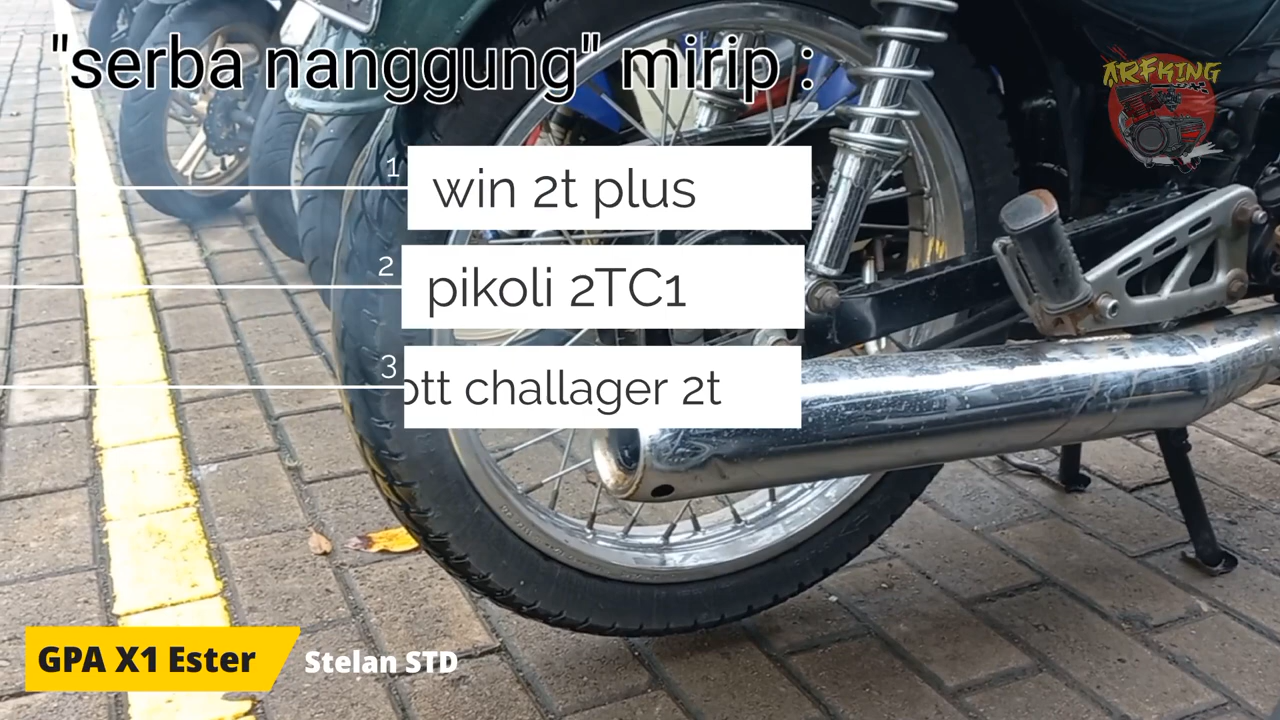 "serba nanggung" mirip :
ARFKING
1 win 2t plus
2 pikoli 2TC1
3 ott challager 2t
GPA X1 Ester
Stelan STD